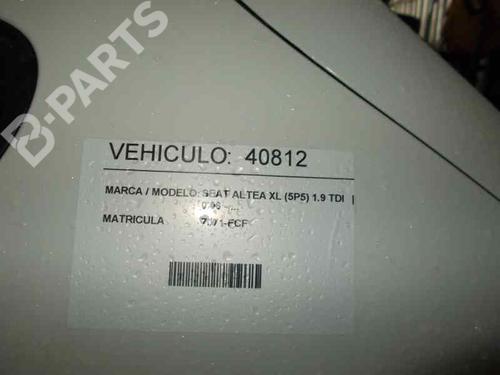 B-PARTS
VEHICULO: 40812
MARCA / MODELO: SEAT ALTEA XL (5P5) 1.9 TDI |
MATRICULA